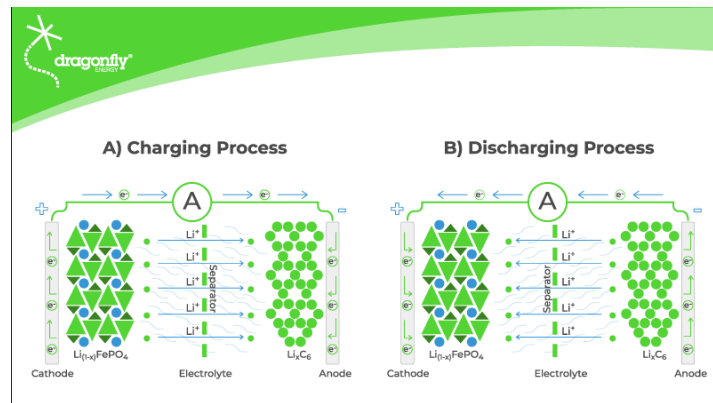 dragonfly®
ENERGY
A) Charging Process
e⁻ e⁻
A
+ -
Li⁺
Li⁺
Li⁺
Li⁺
Li⁺
Separator
e⁻ e⁻
e⁻ e⁻
e⁻ e⁻
Li(1-x)FePO4 LixC6
Cathode Electrolyte Anode
B) Discharging Process
e⁻ e⁻
A
+ -
Li⁺
Li⁺
Li⁺
Li⁺
Li⁺
Separator
e⁻ e⁻
e⁻ e⁻
e⁻ e⁻
Li(1-x)FePO4 LixC6
Cathode Electrolyte Anode